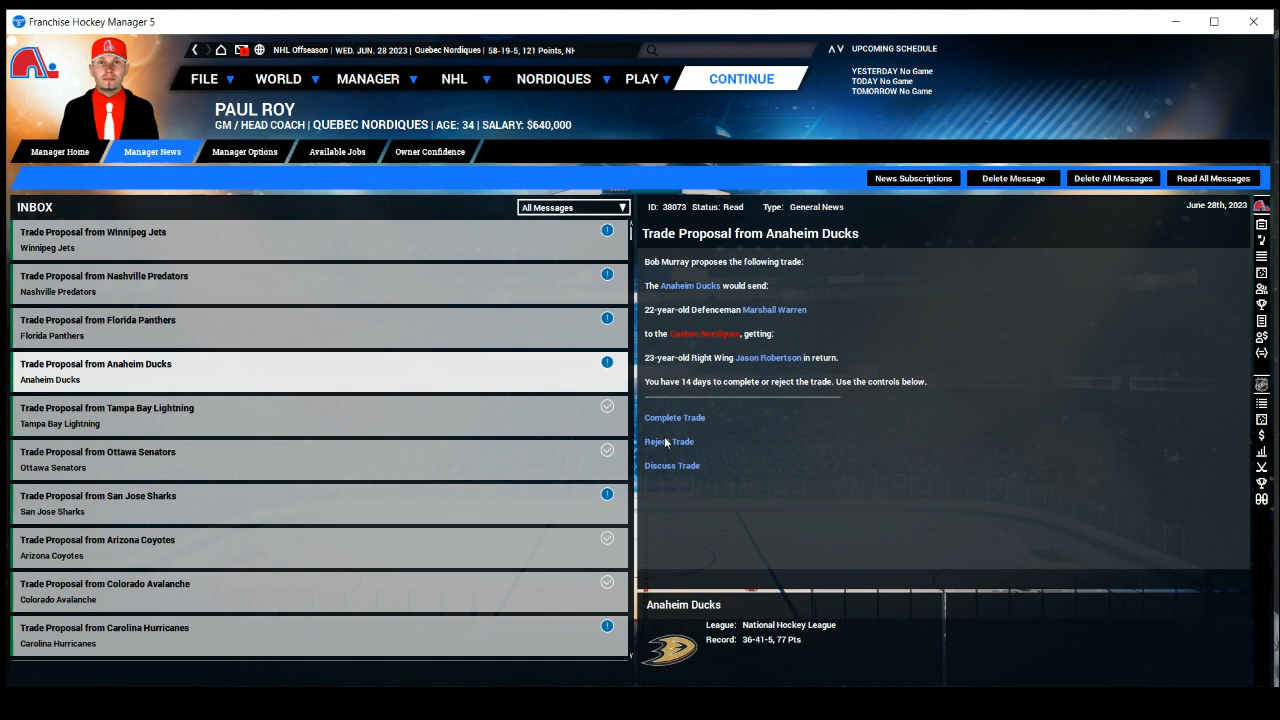 Franchise Hockey Manager 5
NHL Offseason | WED. JUN. 28 2023 | Quebec Nordiques | 58-19-5, 121 Points, NH
UPCOMING SCHEDULE
YESTERDAY No Game
TODAY No Game
TOMORROW No Game
FILE WORLD MANAGER NHL NORDIQUES PLAY CONTINUE
PAUL ROY
GM / HEAD COACH | QUEBEC NORDIQUES | AGE: 34 | SALARY: $640,000
Manager Home Manager News Manager Options Available Jobs Owner Confidence
News Subscriptions Delete Message Delete All Messages Read All Messages
INBOX All Messages
Trade Proposal from Winnipeg Jets
Winnipeg Jets
Trade Proposal from Nashville Predators
Nashville Predators
Trade Proposal from Florida Panthers
Florida Panthers
Trade Proposal from Anaheim Ducks
Anaheim Ducks
Trade Proposal from Tampa Bay Lightning
Tampa Bay Lightning
Trade Proposal from Ottawa Senators
Ottawa Senators
Trade Proposal from San Jose Sharks
San Jose Sharks
Trade Proposal from Arizona Coyotes
Arizona Coyotes
Trade Proposal from Colorado Avalanche
Colorado Avalanche
Trade Proposal from Carolina Hurricanes
Carolina Hurricanes
ID: 38073 Status: Read Type: General News June 28th, 2023
Trade Proposal from Anaheim Ducks
Bob Murray proposes the following trade:
The Anaheim Ducks would send:
22-year-old Defenceman Marshall Warren
to the Quebec Nordiques, getting:
23-year-old Right Wing Jason Robertson in return.
You have 14 days to complete or reject the trade. Use the controls below.
Complete Trade
Reject Trade
Discuss Trade
Anaheim Ducks
League: National Hockey League
Record: 36-41-5, 77 Pts